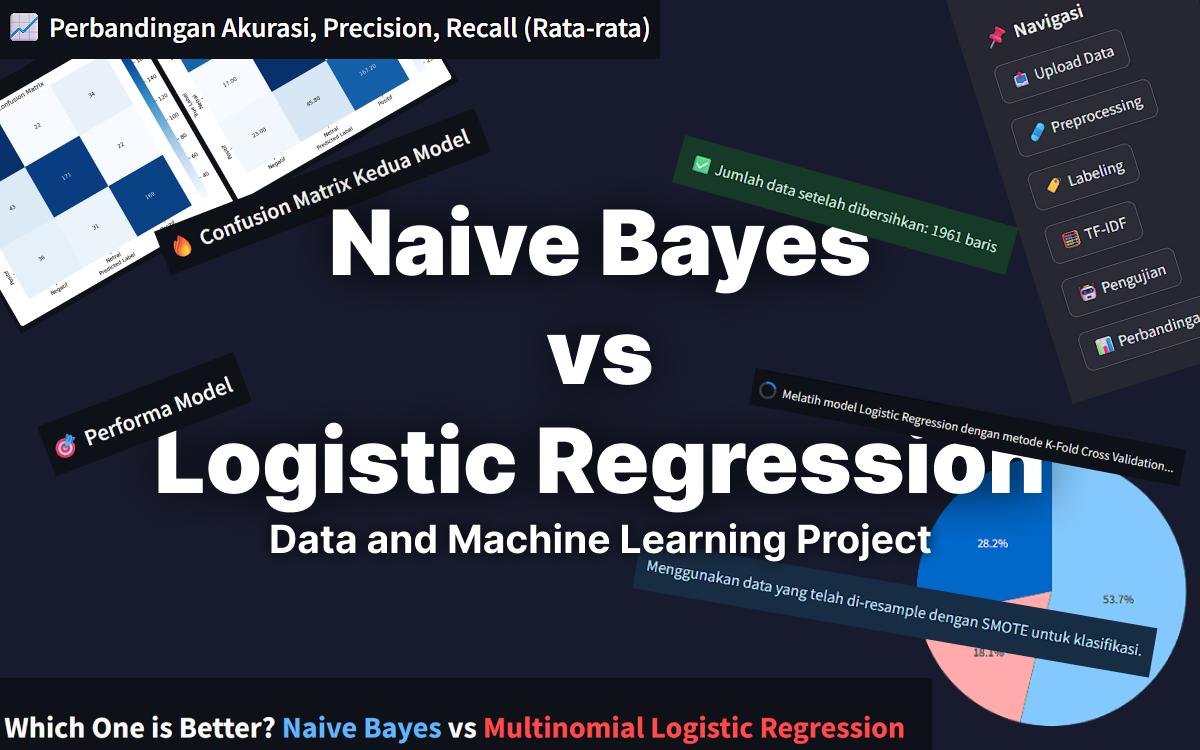 Perbandingan Akurasi, Precision, Recall (Rata-rata)
Confusion Matrix
22
34
171
22
43
31
169
36
Negatif
Netral
Positif
Predicted Label
140
120
100
80
60
40
17.00
167.20
23.00
45.80
Positif
Netral
True Label
Negatif
Netral
Positif
Predicted Label
Confusion Matrix Kedua Model
Navigasi
Upload Data
Preprocessing
Labeling
TF-IDF
Pengujian
Perbandinga
Jumlah data setelah dibersihkan: 1961 baris
Naive Bayes
vs
Logistic Regression
Data and Machine Learning Project
Performa Model
Melatih model Logistic Regression dengan metode K-Fold Cross Validation...
28.2%
53.7%
18.1%
Menggunakan data yang telah di-resample dengan SMOTE untuk klasifikasi.
Which One is Better? Naive Bayes vs Multinomial Logistic Regression